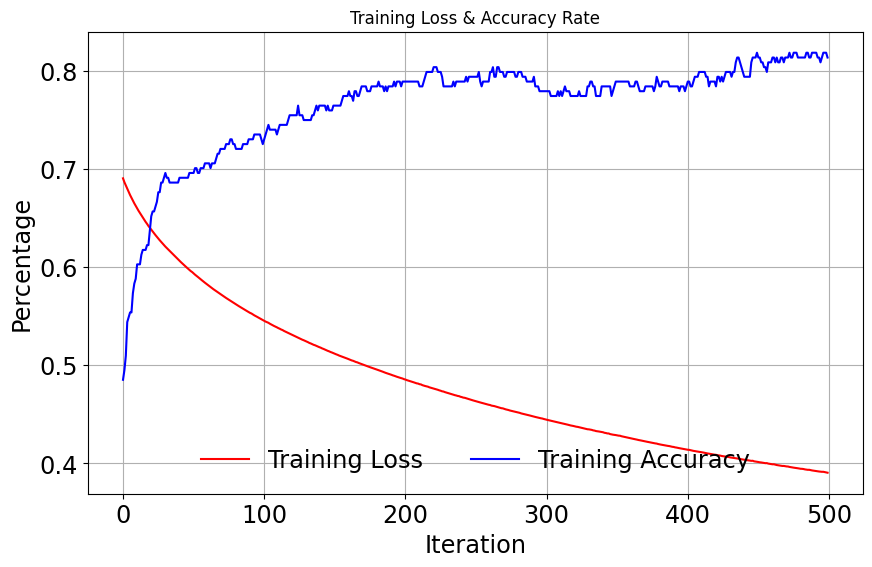 Training Loss & Accuracy Rate
Percentage
0.8
0.7
0.6
0.5
0.4
Training Loss
Training Accuracy
0
100
200
300
400
500
Iteration